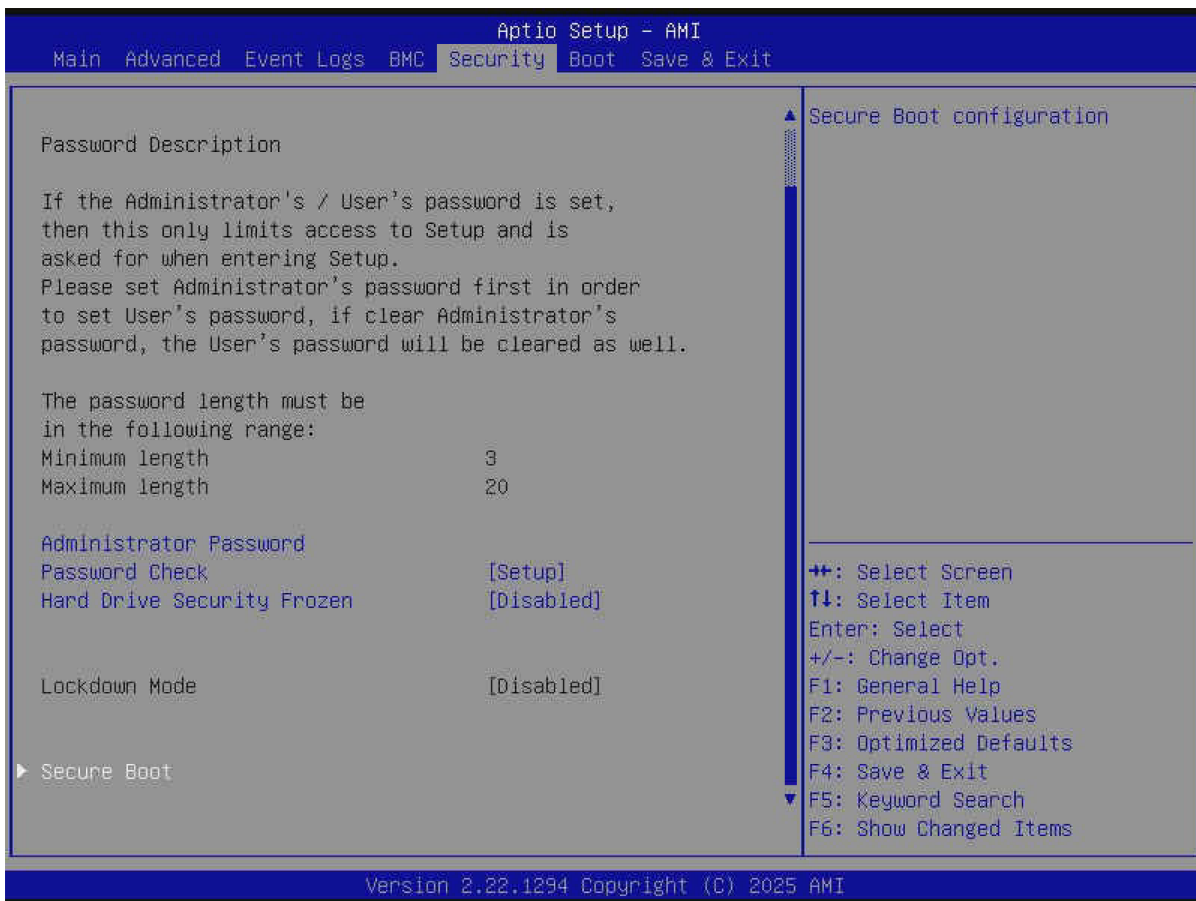 Aptio Setup – AMI
Main Advanced Event Logs BMC Security Boot Save & Exit
Password Description
If the Administrator's / User's password is set,
then this only limits access to Setup and is
asked for when entering Setup.
Please set Administrator's password first in order
to set User's password, if clear Administrator's
password, the User's password will be cleared as well.
The password length must be
in the following range:
Minimum length 3
Maximum length 20
Administrator Password
Password Check [Setup]
Hard Drive Security Frozen [Disabled]
Lockdown Mode [Disabled]
▶ Secure Boot
Secure Boot configuration
→←: Select Screen
↑↓: Select Item
Enter: Select
+/-: Change Opt.
F1: General Help
F2: Previous Values
F3: Optimized Defaults
F4: Save & Exit
F5: Keyword Search
F6: Show Changed Items
Version 2.22.1294 Copyright (C) 2025 AMI